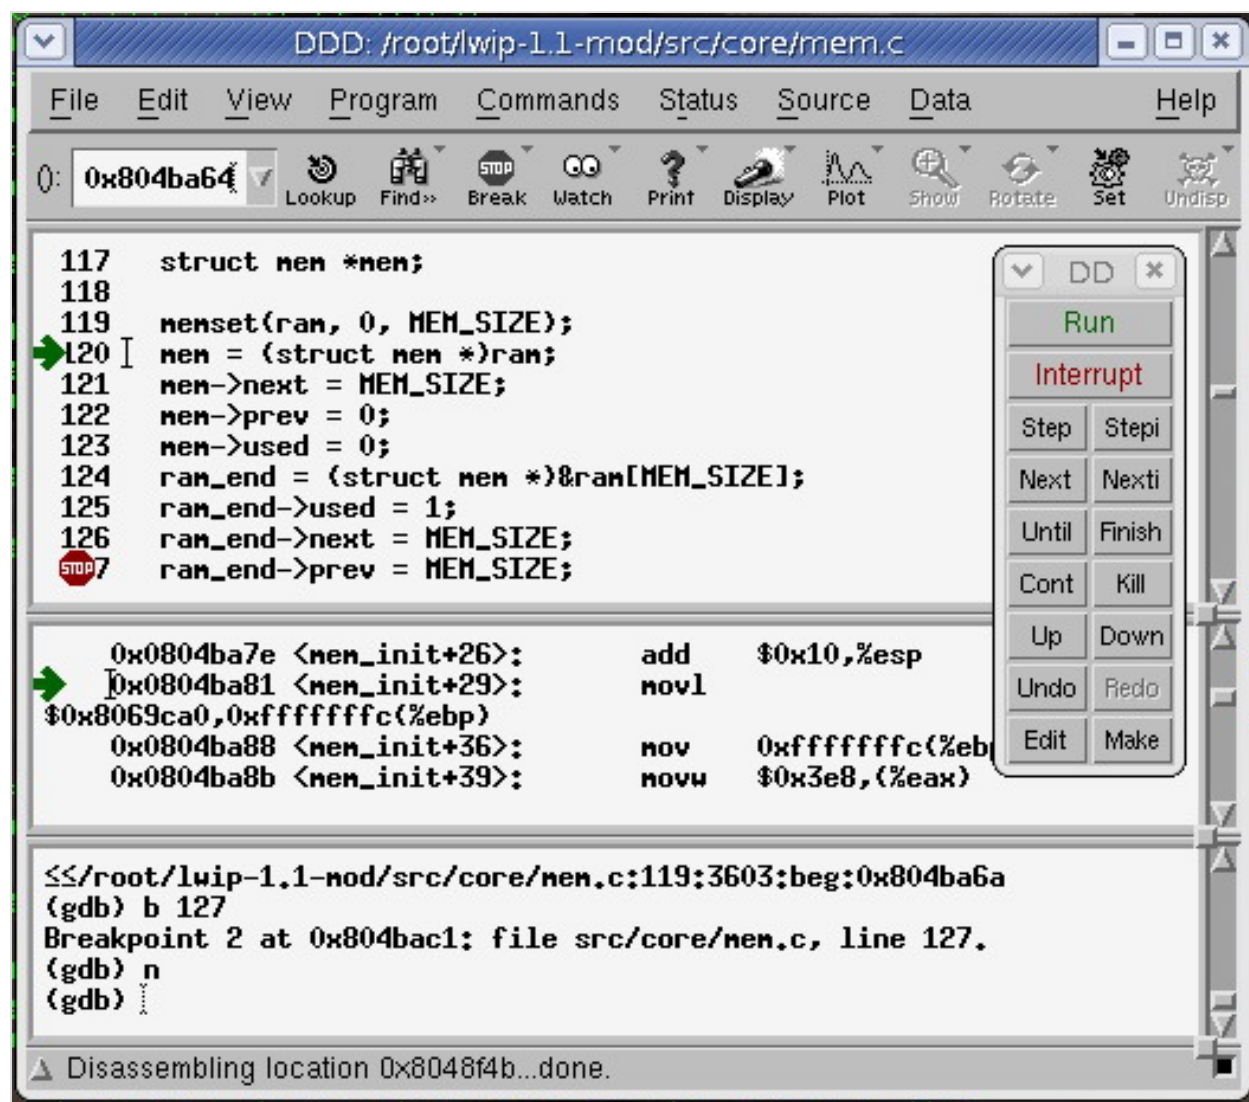 DDD: /root/lwip-1.1-mod/src/core/mem.c
File Edit View Program Commands Status Source Data Help
(): 0x804ba64
Lookup Find» Break Watch Print Display Plot Show Rotate Set Undisp
STOP
117 struct mem *mem;
118
119 memset(ram, 0, MEM_SIZE);
120 mem = (struct mem *)ram;
121 mem->next = MEM_SIZE;
122 mem->prev = 0;
123 mem->used = 0;
124 ram_end = (struct mem *)&ram[MEM_SIZE];
125 ram_end->used = 1;
126 ram_end->next = MEM_SIZE;
STOP 7 ram_end->prev = MEM_SIZE;
DD
Run
Interrupt
Step Stepi
Next Nexti
Until Finish
Cont Kill
Up Down
Undo Redo
Edit Make
0x0804ba7e <mem_init+26>: add $0x10,%esp
0x0804ba81 <mem_init+29>: movl
$0x8069ca0,0xfffffffc(%ebp)
0x0804ba88 <mem_init+36>: mov 0xfffffffc(%eb
0x0804ba8b <mem_init+39>: movw $0x3e8,(%eax)
≤≤/root/lwip-1.1-mod/src/core/mem.c:119:3603:beg:0x804ba6a
(gdb) b 127
Breakpoint 2 at 0x804bac1: file src/core/mem.c, line 127.
(gdb) n
(gdb)
Disassembling location 0x8048f4b...done.